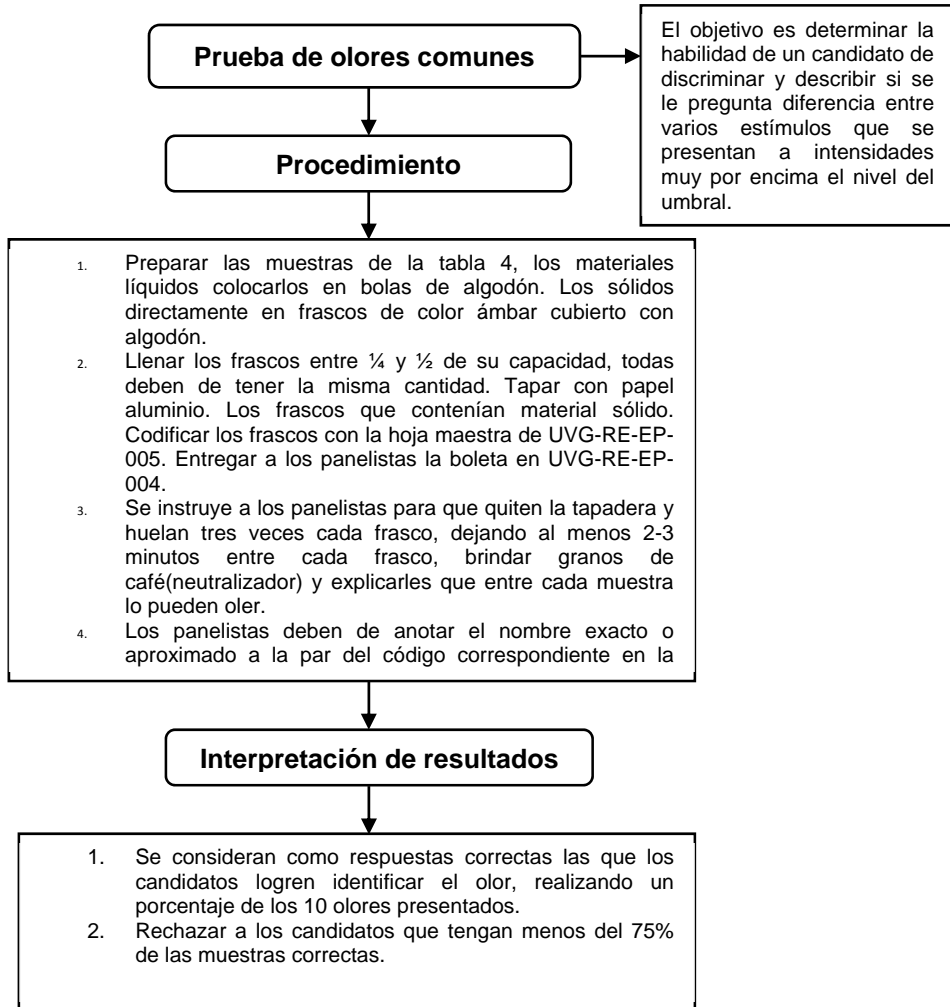 Prueba de olores comunes
El objetivo es determinar la
habilidad de un candidato de
discriminar y describir si se
le pregunta diferencia entre
varios estímulos que se
presentan a intensidades
muy por encima el nivel del
umbral.
Procedimiento
1. Preparar las muestras de la tabla 4, los materiales
líquidos colocarlos en bolas de algodón. Los sólidos
directamente en frascos de color ámbar cubierto con
algodón.
2. Llenar los frascos entre ¼ y ½ de su capacidad, todas
deben de tener la misma cantidad. Tapar con papel
aluminio. Los frascos que contenían material sólido.
Codificar los frascos con la hoja maestra de UVG-RE-EP-
005. Entregar a los panelistas la boleta en UVG-RE-EP-
004.
3. Se instruye a los panelistas para que quiten la tapadera y
huelan tres veces cada frasco, dejando al menos 2-3
minutos entre cada frasco, brindar granos de
café(neutralizador) y explicarles que entre cada muestra
lo pueden oler.
4. Los panelistas deben de anotar el nombre exacto o
aproximado a la par del código correspondiente en la
Interpretación de resultados
1. Se consideran como respuestas correctas las que los
candidatos logren identificar el olor, realizando un
porcentaje de los 10 olores presentados.
2. Rechazar a los candidatos que tengan menos del 75%
de las muestras correctas.